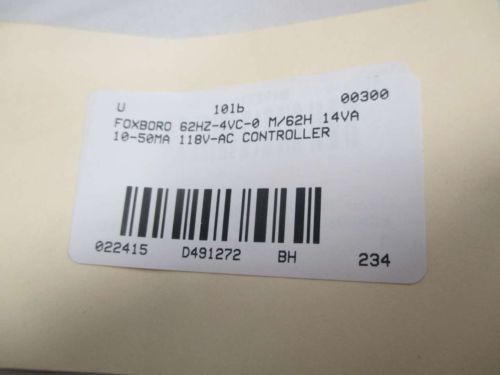 U 101b 00300
FOXBORO 62HZ-4VC-0 M/62H 14VA
10-50MA 118V-AC CONTROLLER
022415 D491272 BH 234